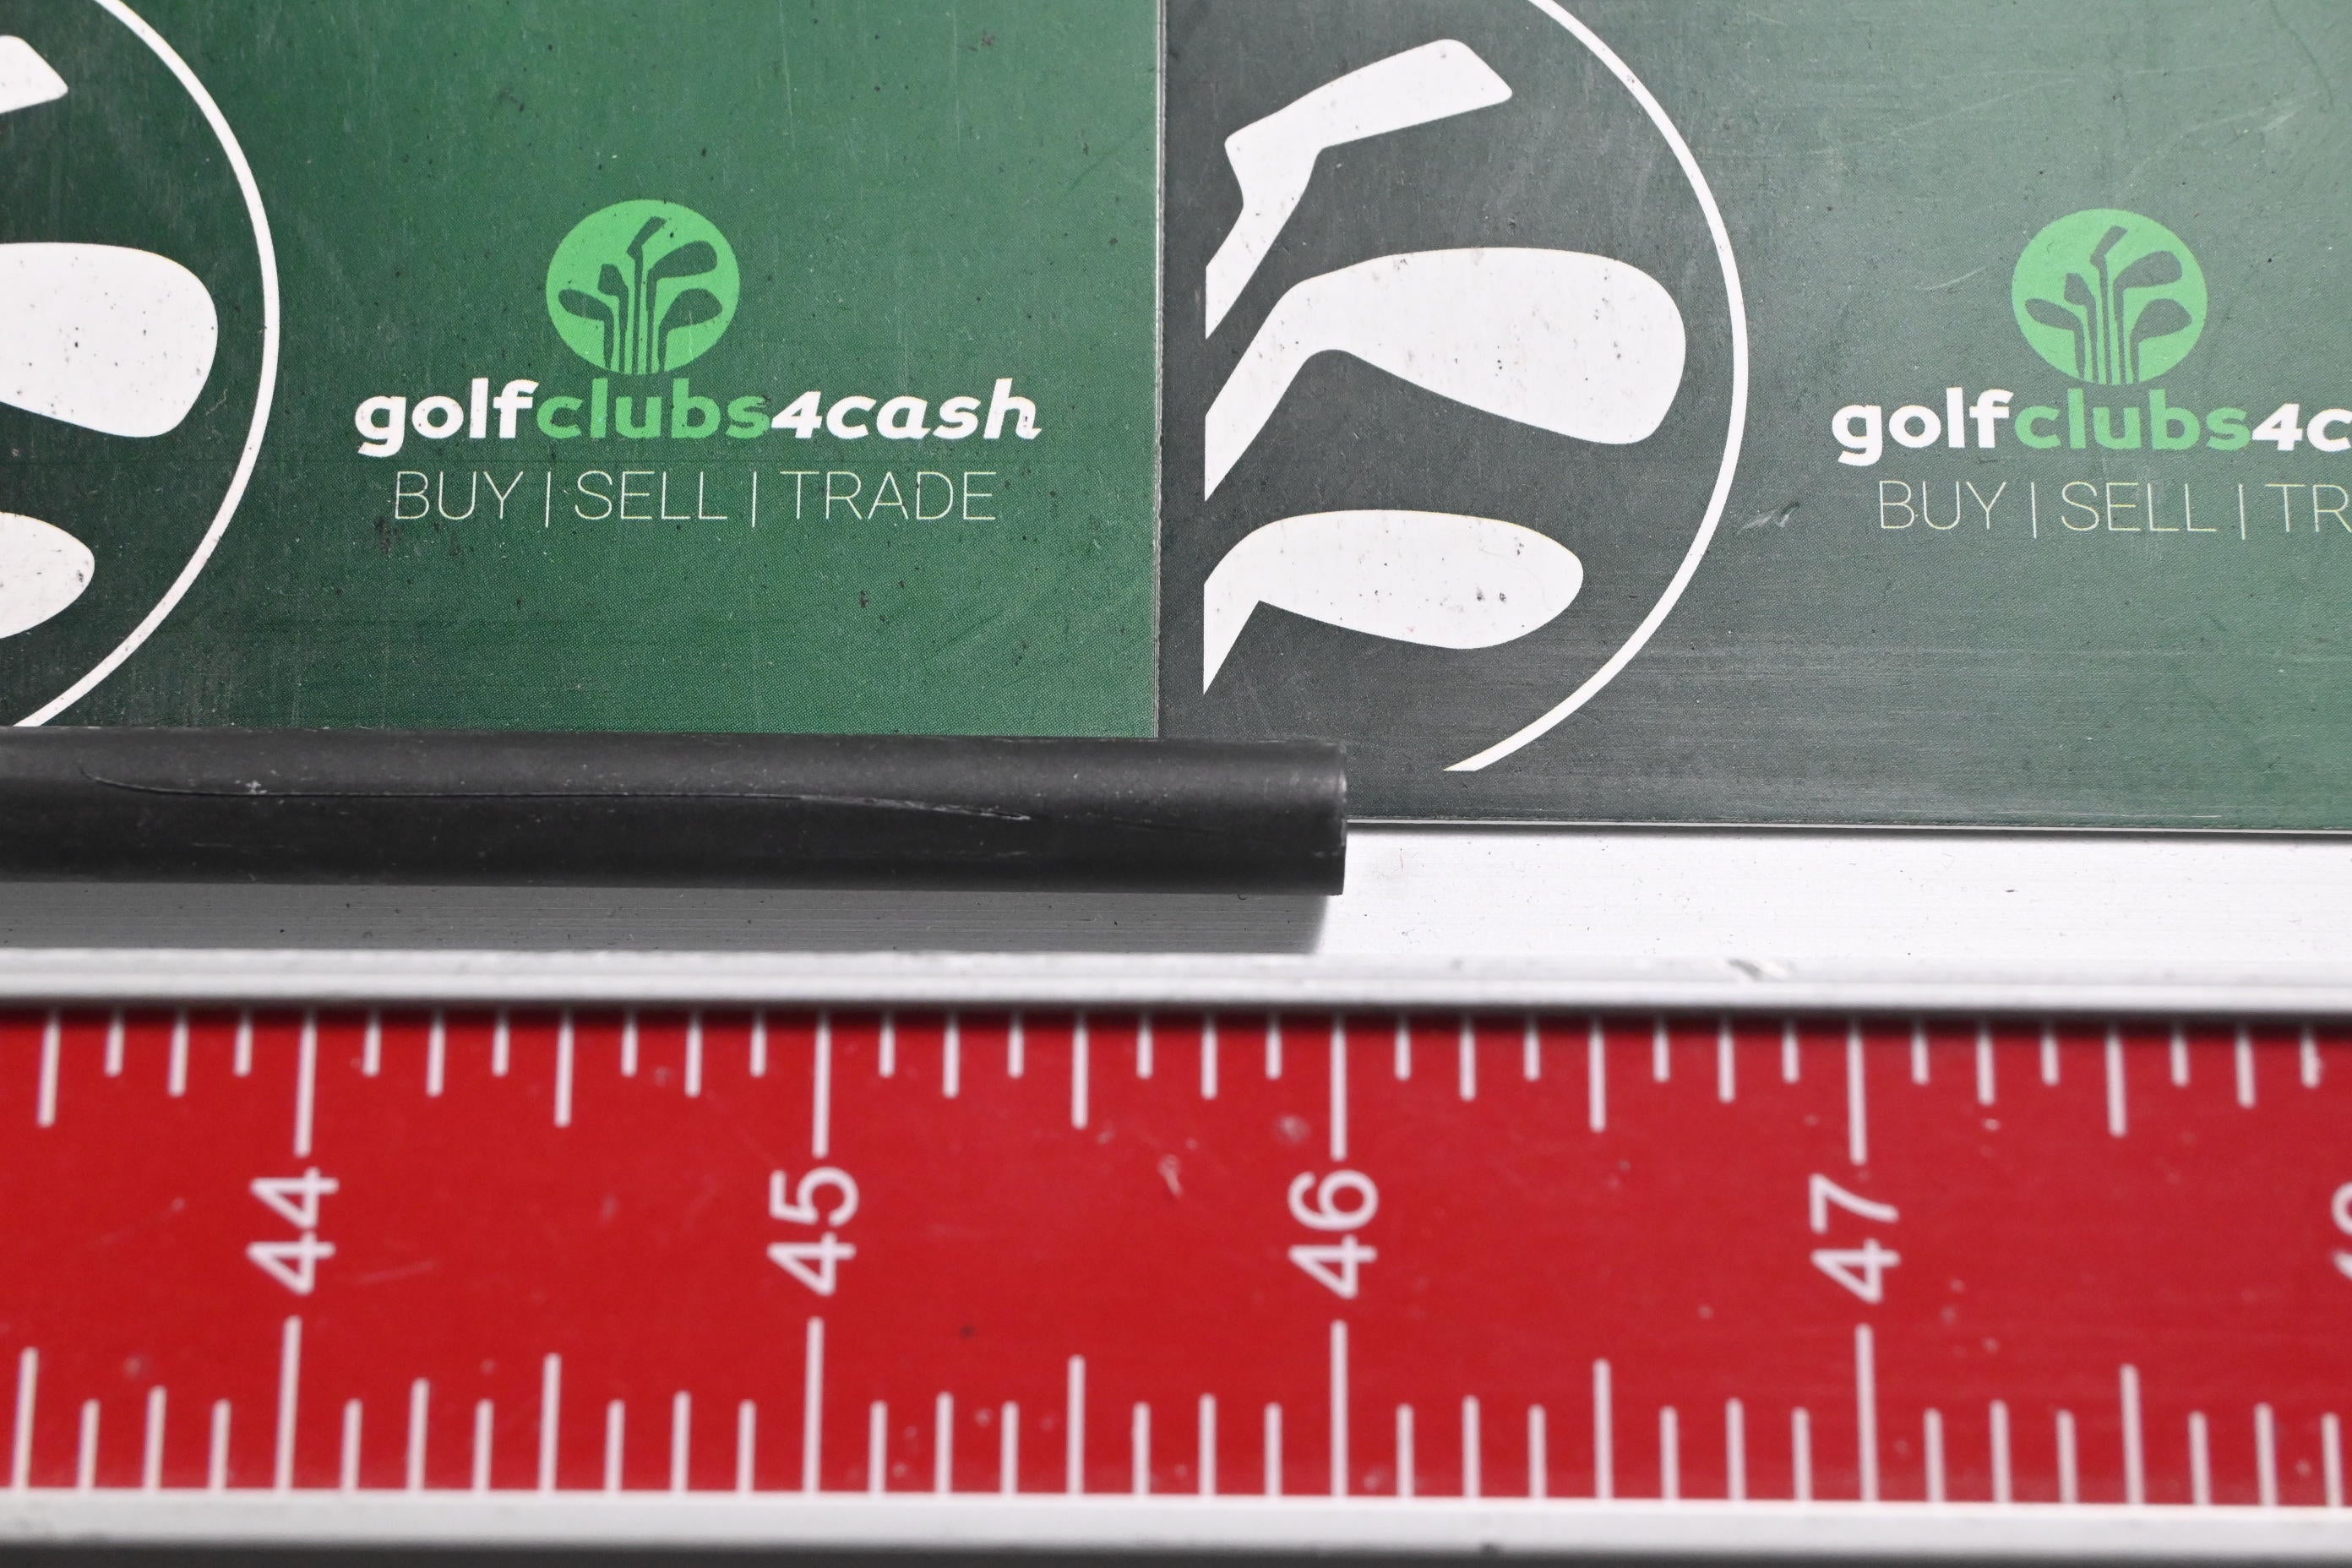 golfclubs4cash
BUY | SELL | TRADE
golfclubs4c
BUY | SELL | TR
44 45 46 47